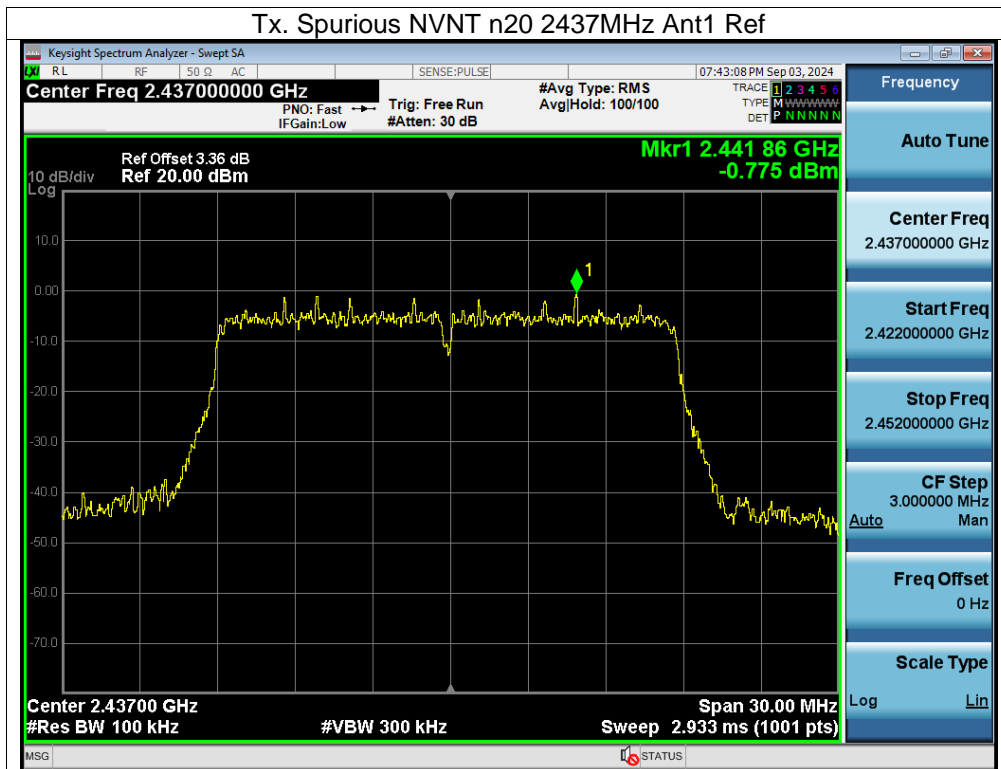 Tx. Spurious NVNT n20 2437MHz Ant1 Ref
Keysight Spectrum Analyzer - Swept SA
LXI RL RF 50 Ω AC SENSE:PULSE 07:43:08 PM Sep 03, 2024
Center Freq 2.437000000 GHz #Avg Type: RMS TRACE 1 2 3 4 5 6
PNO: Fast Trig: Free Run Avg|Hold: 100/100 TYPE M WWWWW
IFGain:Low #Atten: 30 dB DET P N N N N N
Mkr1 2.441 86 GHz
-0.775 dBm
Ref Offset 3.36 dB
10 dB/div Ref 20.00 dBm
Log
10.0
0.00
-10.0
-20.0
-30.0
-40.0
-50.0
-60.0
-70.0
1
Center 2.43700 GHz Span 30.00 MHz
#Res BW 100 kHz #VBW 300 kHz Sweep 2.933 ms (1001 pts)
MSG STATUS
Frequency
Auto Tune
Center Freq
2.437000000 GHz
Start Freq
2.422000000 GHz
Stop Freq
2.452000000 GHz
CF Step
3.000000 MHz
Auto Man
Freq Offset
0 Hz
Scale Type
Log Lin